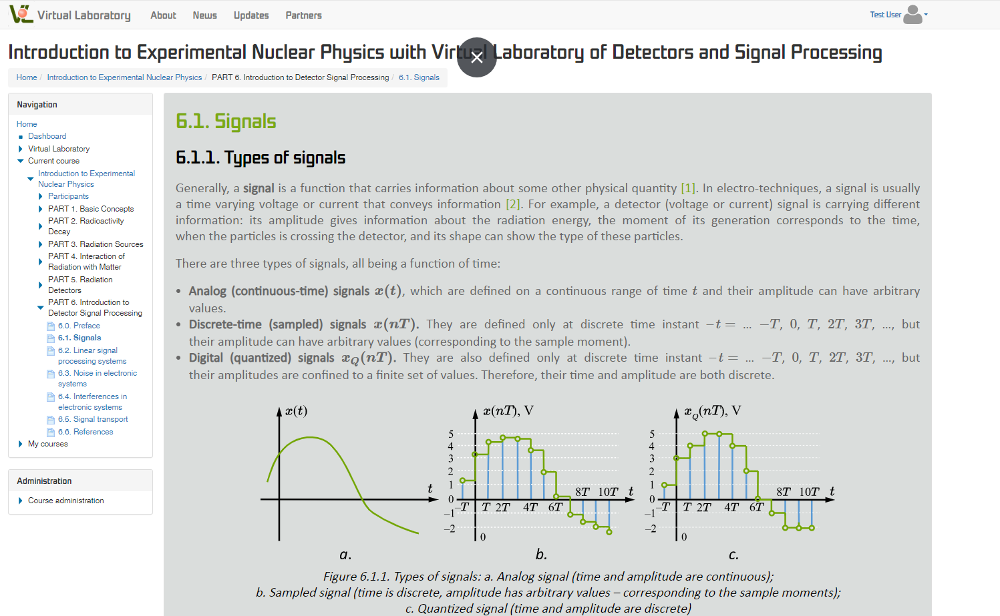 Virtual Laboratory About News Updates Partners Test User
Introduction to Experimental Nuclear Physics with Virtual Laboratory of Detectors and Signal Processing
Home / Introduction to Experimental Nuclear Physics / PART 6. Introduction to Detector Signal Processing / 6.1. Signals
Navigation
Home
Dashboard
Virtual Laboratory
Current course
Introduction to Experimental
Nuclear Physics
Participants
PART 1. Basic Concepts
PART 2. Radioactivity
Decay
PART 3. Radiation Sources
PART 4. Interaction of
Radiation with Matter
PART 5. Radiation
Detectors
PART 6. Introduction to
Detector Signal Processing
6.0. Preface
6.1. Signals
6.2. Linear signal
processing systems
6.3. Noise in electronic
systems
6.4. Interferences in
electronic systems
6.5. Signal transport
6.6. References
My courses
Administration
Course administration
6.1. Signals
6.1.1. Types of signals
Generally, a signal is a function that carries information about some other physical quantity [1]. In electro-techniques, a signal is usually
a time varying voltage or current that conveys information [2]. For example, a detector (voltage or current) signal is carrying different
information: its amplitude gives information about the radiation energy, the moment of its generation corresponds to the time,
when the particles is crossing the detector, and its shape can show the type of these particles.
There are three types of signals, all being a function of time:
• Analog (continuous-time) signals x(t), which are defined on a continuous range of time t and their amplitude can have arbitrary
values.
• Discrete-time (sampled) signals x(nT). They are defined only at discrete time instant −t = ... −T, 0, T, 2T, 3T, ..., but
their amplitude can have arbitrary values (corresponding to the sample moment).
• Digital (quantized) signals xQ(nT). They are also defined only at discrete time instant −t = ... −T, 0, T, 2T, 3T, ..., but
their amplitudes are confined to a finite set of values. Therefore, their time and amplitude are both discrete.
x(t)
t
a.
x(nT), V
5
4
3
2
1
0
−1
−2
−T T 2T 4T 6T 8T 10T t
0
b.
xQ(nT), V
5
4
3
2
1
0
−1
−2
−T T 2T 4T 6T 8T 10T t
0
c.
Figure 6.1.1. Types of signals: a. Analog signal (time and amplitude are continuous);
b. Sampled signal (time is discrete, amplitude has arbitrary values – corresponding to the sample moments);
c. Quantized signal (time and amplitude are discrete)